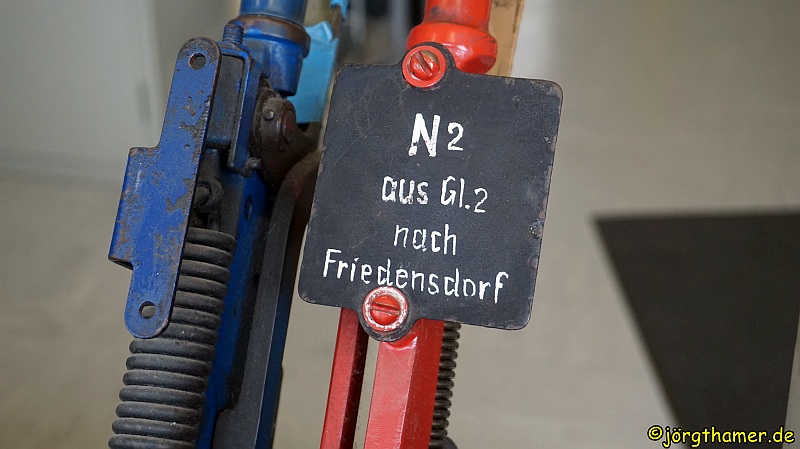 N2
aus Gl.2
nach
Friedensdorf
©jörgthamer.de